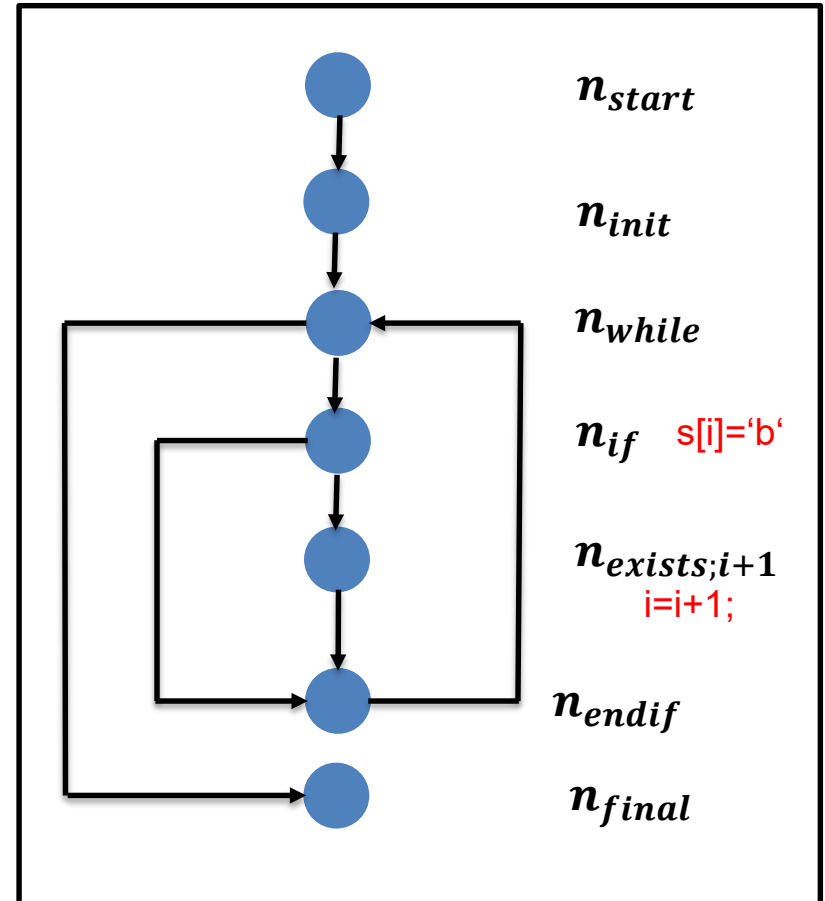 n_start
n_init
n_while
n_if s[i]=‘b‘
n_exists;i+1
i=i+1;
n_endif
n_final